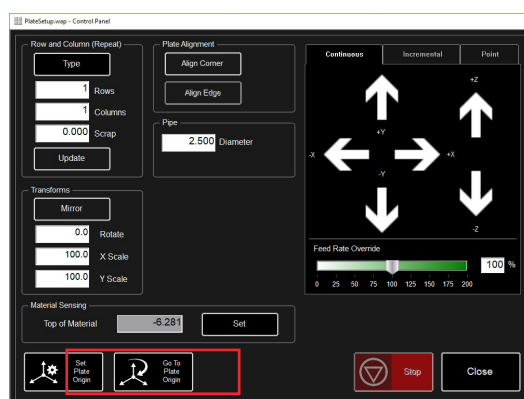 PlateSetup.wap - Control Panel
Row and Column (Repeat)
Type
1 Rows
1 Columns
0.000 Scrap
Update
Plate Alignment
Align Corner
Align Edge
Pipe
2.500 Diameter
Transforms
Mirror
0.0 Rotate
100.0 X Scale
100.0 Y Scale
Material Sensing
Top of Material -6.281 Set
Set
Plate
Origin
Go To
Plate
Origin
Continuous Incremental Point
+Z
+Y
-X +X
-Y
-Z
Feed Rate Override
100 %
0 25 50 75 100 125 150 175 200
Stop
Close